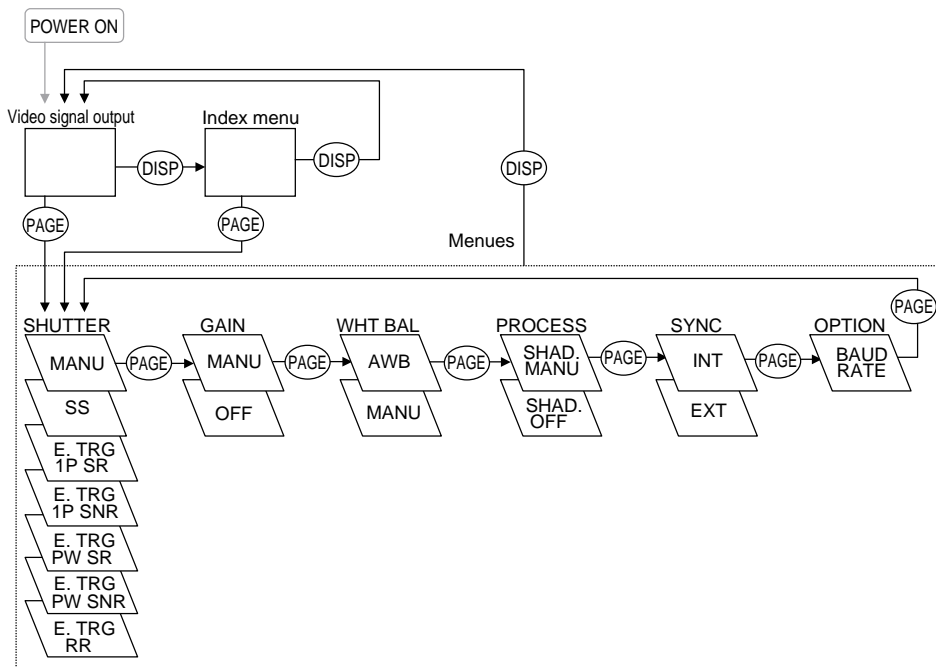 POWER ON
Video signal output
Index menu
DISP
DISP
DISP
PAGE
PAGE
Menues
PAGE
SHUTTER
GAIN
WHT BAL
PROCESS
SYNC
OPTION
MANU
PAGE
MANU
PAGE
AWB
PAGE
SHAD.
MANU
PAGE
INT
PAGE
BAUD
RATE
SS
OFF
MANU
SHAD.
OFF
EXT
E. TRG
1P SR
E. TRG
1P SNR
E. TRG
PW SR
E. TRG
PW SNR
E. TRG
RR